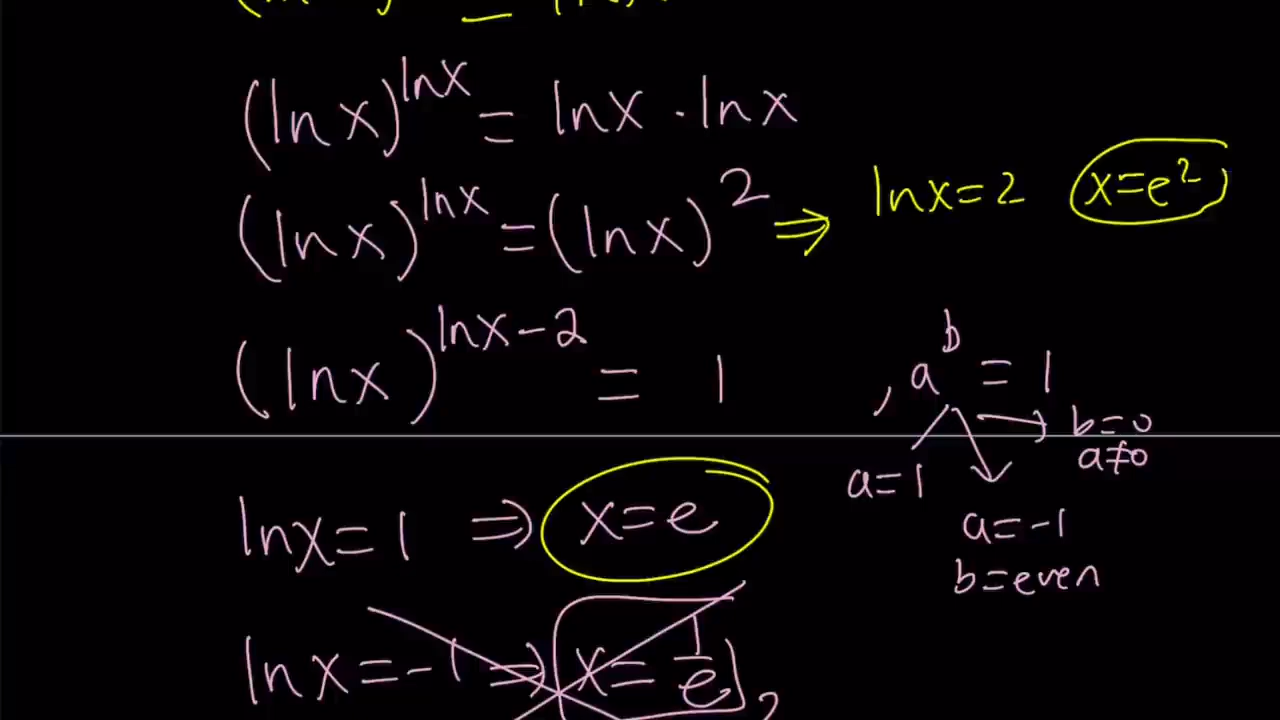 (ln x)^ln x = ln x · ln x
(ln x)^ln x = (ln x)^2 ⇒ ln x = 2 x = e^2
(ln x)^ln x - 2 = 1 , a^b = 1
b = 0
a ≠ 0
a = 1
a = -1
b = even
ln x = 1 ⇒ x = e
ln x = -1 ⇒ x = 1/e ?